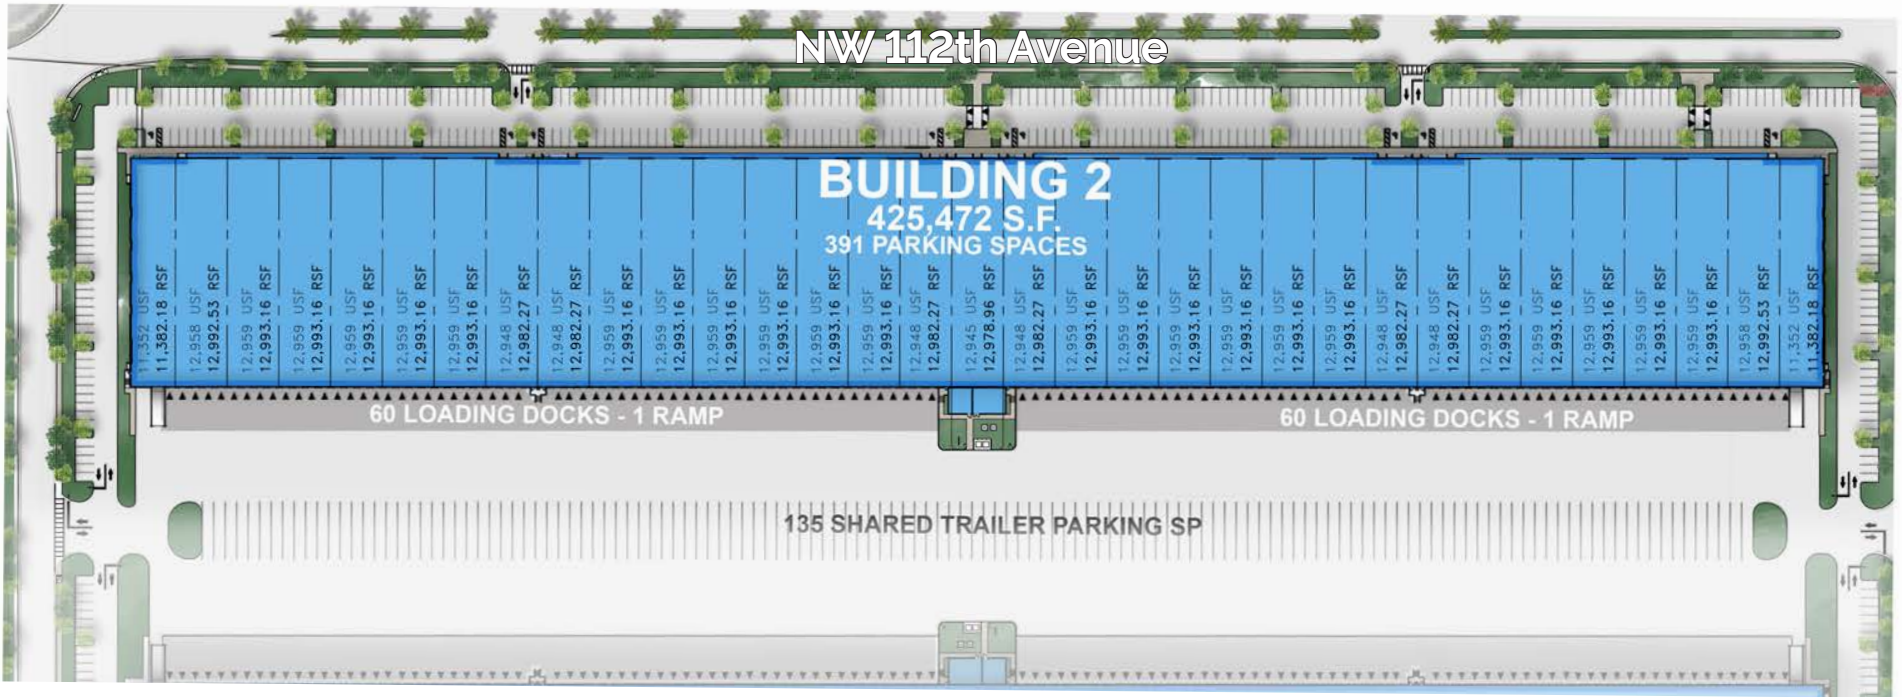 NW 112th Avenue
BUILDING 2
425,472 S.F.
391 PARKING SPACES
11,352 USF
11,382.18 RSF
12,958 USF
12,992.53 RSF
12,959 USF
12,993.16 RSF
12,959 USF
12,993.16 RSF
12,959 USF
12,993.16 RSF
12,959 USF
12,993.16 RSF
12,959 USF
12,993.16 RSF
12,948 USF
12,982.27 RSF
12,948 USF
12,982.27 RSF
12,959 USF
12,993.16 RSF
12,959 USF
12,993.16 RSF
12,959 USF
12,993.16 RSF
12,959 USF
12,993.16 RSF
12,959 USF
12,993.16 RSF
12,959 USF
12,993.16 RSF
12,948 USF
12,982.27 RSF
12,945 USF
12,978.96 RSF
12,948 USF
12,982.27 RSF
12,959 USF
12,993.16 RSF
12,959 USF
12,993.16 RSF
12,959 USF
12,993.16 RSF
12,959 USF
12,993.16 RSF
12,959 USF
12,993.16 RSF
12,959 USF
12,993.16 RSF
12,948 USF
12,982.27 RSF
12,948 USF
12,982.27 RSF
12,959 USF
12,993.16 RSF
12,959 USF
12,993.16 RSF
12,959 USF
12,993.16 RSF
12,959 USF
12,993.16 RSF
12,959 USF
12,993.16 RSF
12,958 USF
12,992.53 RSF
11,352 USF
11,382.18 RSF
60 LOADING DOCKS - 1 RAMP
60 LOADING DOCKS - 1 RAMP
135 SHARED TRAILER PARKING SP